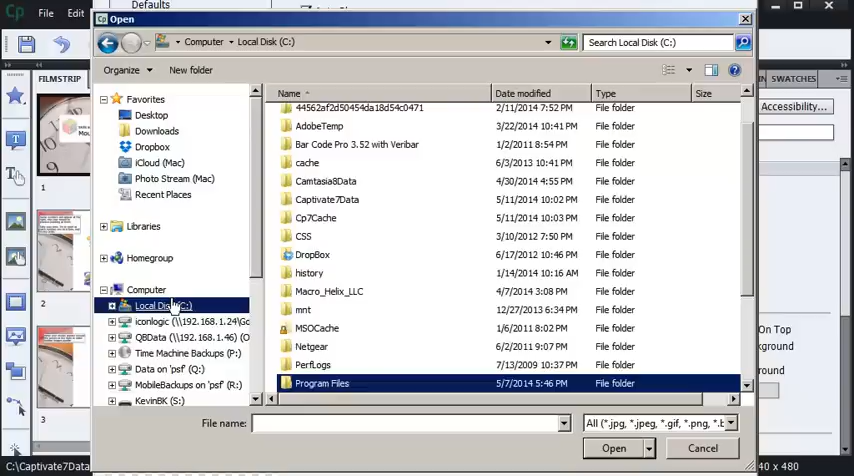 Defaults
Cp File Edit
Cp Open
Computer Local Disk (C:)
Search Local Disk (C:)
Organize New folder
FILMSTRIP
SWATCHES
Name Date modified Type Size
Favorites
Desktop
Downloads
Dropbox
iCloud (Mac)
Photo Stream (Mac)
Recent Places
Libraries
Homegroup
Computer
Local Disk (C:)
iconlogic (\\192.168.1.24\Go
QBData (\\192.168.1.46) (O
Time Machine Backups (P:)
Data on 'psf' (Q:)
MobileBackups on 'psf' (R:)
KevinBK (S:)
44562af2d50454da18d54c0471 2/11/2014 7:52 PM File folder
AdobeTemp 3/22/2014 10:41 PM File folder
Bar Code Pro 3.52 with Veribar 1/2/2011 8:54 PM File folder
cache 6/3/2013 10:41 PM File folder
Camtasia8Data 4/30/2014 4:55 PM File folder
Captivate7Data 5/11/2014 10:02 PM File folder
Cp7Cache 5/11/2014 10:03 PM File folder
CSS 3/10/2012 7:50 PM File folder
DropBox 6/17/2012 10:46 PM File folder
history 1/14/2014 10:16 AM File folder
Macro_Helix_LLC 4/7/2014 3:08 PM File folder
mnt 12/27/2013 6:34 PM File folder
MSOCache 1/6/2011 8:02 PM File folder
Netgear 6/2/2011 9:07 PM File folder
PerfLogs 7/13/2009 10:37 PM File folder
Program Files 5/7/2014 5:46 PM File folder
Accessibility...
1
2
3
On Top
kground
File name:
All (*.jpg, *.jpeg, *.gif, *.png, *.b
Open Cancel
C:\Captivate7Data
40 x 480